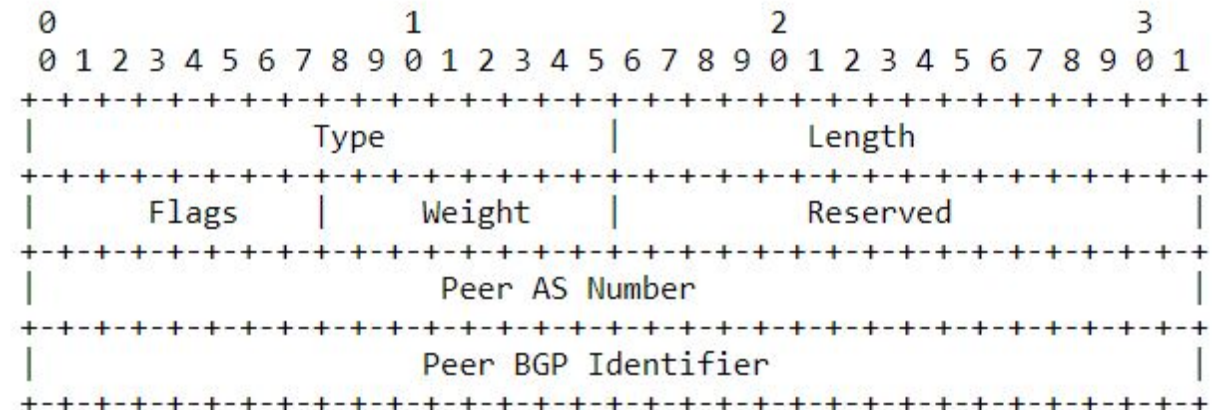 0                   1                   2                   3
 0 1 2 3 4 5 6 7 8 9 0 1 2 3 4 5 6 7 8 9 0 1 2 3 4 5 6 7 8 9 0 1
+-+-+-+-+-+-+-+-+-+-+-+-+-+-+-+-+-+-+-+-+-+-+-+-+-+-+-+-+-+-+-+-+
|               Type            |          Length               |
+-+-+-+-+-+-+-+-+-+-+-+-+-+-+-+-+-+-+-+-+-+-+-+-+-+-+-+-+-+-+-+-+
|      Flags    |     Weight    |          Reserved             |
+-+-+-+-+-+-+-+-+-+-+-+-+-+-+-+-+-+-+-+-+-+-+-+-+-+-+-+-+-+-+-+-+
|                      Peer AS Number                           |
+-+-+-+-+-+-+-+-+-+-+-+-+-+-+-+-+-+-+-+-+-+-+-+-+-+-+-+-+-+-+-+-+
|                     Peer BGP Identifier                       |
+-+-+-+-+-+-+-+-+-+-+-+-+-+-+-+-+-+-+-+-+-+-+-+-+-+-+-+-+-+-+-+-+